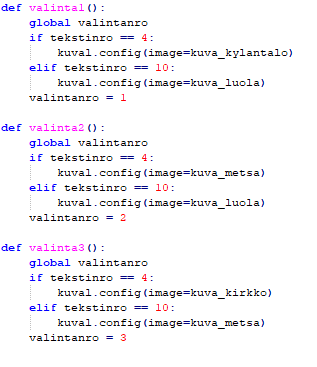 def valinta1():
    global valintanro
    if tekstinro == 4:
        kuval.config(image=kuva_kylantalo)
    elif tekstinro == 10:
        kuval.config(image=kuva_luola)
    valintanro = 1

def valinta2():
    global valintanro
    if tekstinro == 4:
        kuval.config(image=kuva_metsa)
    elif tekstinro == 10:
        kuval.config(image=kuva_luola)
    valintanro = 2

def valinta3():
    global valintanro
    if tekstinro == 4:
        kuval.config(image=kuva_kirkko)
    elif tekstinro == 10:
        kuval.config(image=kuva_metsa)
    valintanro = 3